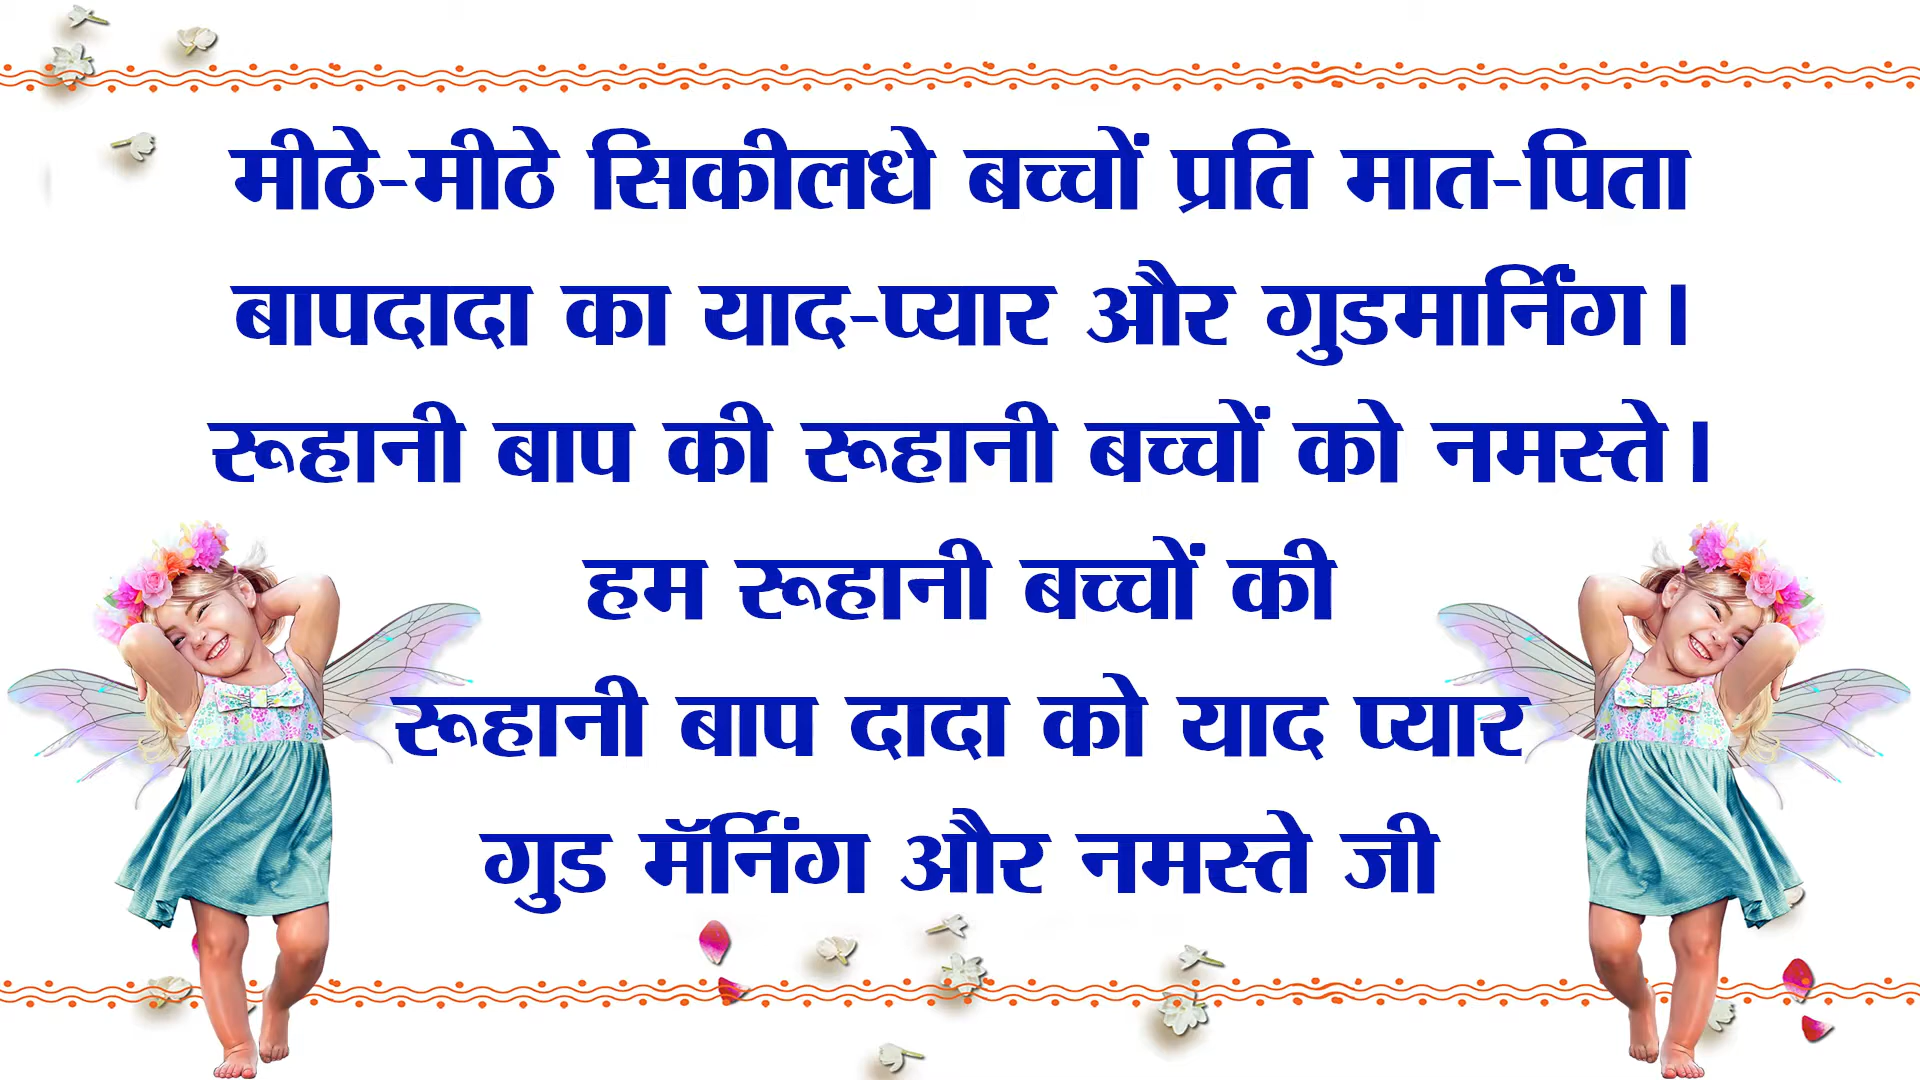 मीठे-मीठे सिकीलधे बच्चों प्रति मात-पिता
बापदादा का याद-प्यार और गुडमार्निंग।
रूहानी बाप की रूहानी बच्चों को नमस्ते।
हम रूहानी बच्चों की
रूहानी बाप दादा को याद प्यार
गुड मॅर्निंग और नमस्ते जी